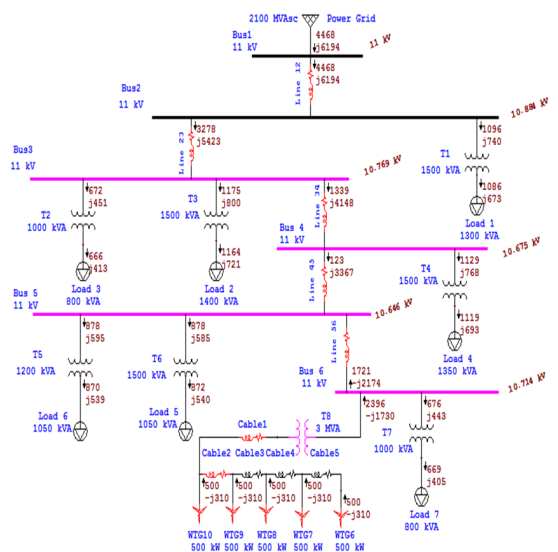 2100 MVAsc Power Grid
4468
j6194
Bus1
11 kV
11 kV
4468
j6194
Line 12
Bus2
11 kV
10.884 kV
3278
j5423
Line 23
1096
j740
T1
1500 kVA
1086
j673
Load 1
1300 kVA
Bus3
11 kV
10.769 kV
672
j451
T2
1000 kVA
666
j413
Load 3
800 kVA
1175
j800
T3
1500 kVA
1164
j721
Load 2
1400 kVA
1339
j4148
Line 34
Bus 4
11 kV
10.675 kV
123
j3367
Line 45
1129
j768
T4
1500 kVA
1119
j693
Load 4
1350 kVA
Bus 5
11 kV
10.646 kV
878
j595
T5
1200 kVA
870
j539
Load 6
1050 kVA
878
j585
T6
1500 kVA
872
j540
Load 5
1050 kVA
Line 56
Bus 6
11 kV
1721
-j2174
10.714 kV
2396
-j1730
T8
3 MVA
676
j443
T7
1000 kVA
669
j405
Load 7
800 kVA
Cable1
Cable2 Cable3 Cable4 Cable5
500
-j310
500
-j310
500
-j310
500
-j310
500
-j310
WTG10 WTG9 WTG8 WTG7 WTG6
500 kW 500 kW 500 kW 500 kW 500 kW